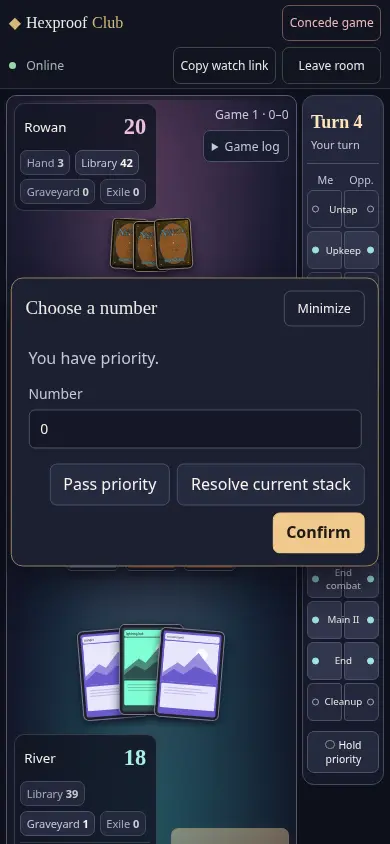 Hexproof Club
Concede game
Online
Copy watch link
Leave room
Rowan 20
Hand 3 Library 42
Graveyard 0 Exile 0
Game 1 · 0–0
Game log
Turn 4
Your turn
Me Opp.
Untap
Upkeep
Choose a number
Minimize
You have priority.
Number
0
Pass priority
Resolve current stack
Confirm
End combat
Main II
End
Cleanup
Hold priority
River 18
Library 39
Graveyard 1 Exile 0